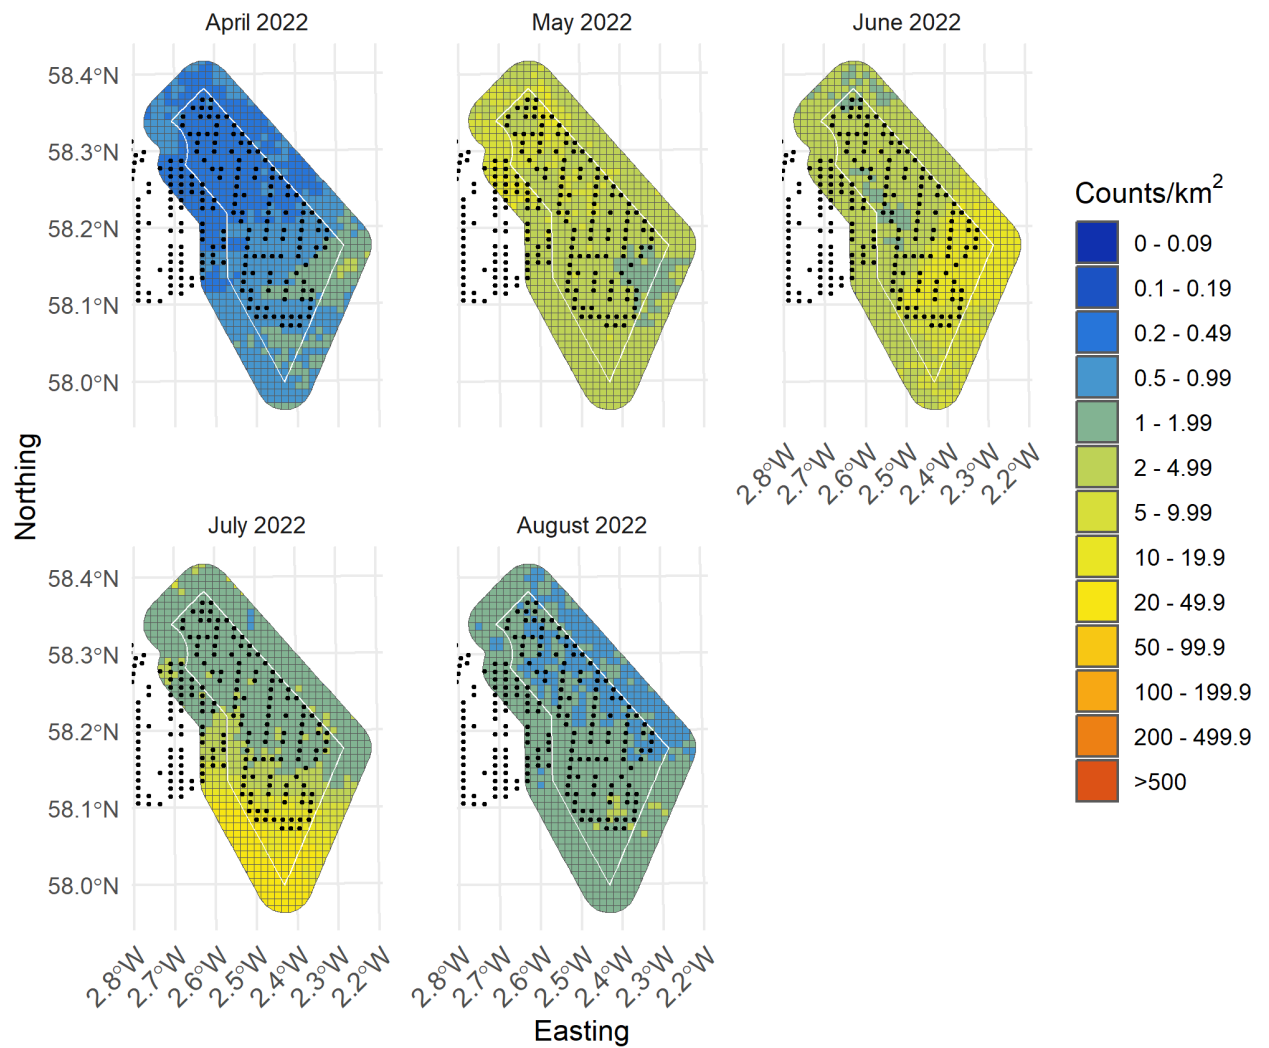 April 2022
May 2022
June 2022
58.4°N
58.3°N
58.2°N
58.1°N
58.0°N
2.8°W
2.7°W
2.6°W
2.5°W
2.4°W
2.3°W
2.2°W
Northing
July 2022
August 2022
58.4°N
58.3°N
58.2°N
58.1°N
58.0°N
2.8°W
2.7°W
2.6°W
2.5°W
2.4°W
2.3°W
2.2°W
2.8°W
2.7°W
2.6°W
2.5°W
2.4°W
2.3°W
2.2°W
Easting
Counts/km²
0 - 0.09
0.1 - 0.19
0.2 - 0.49
0.5 - 0.99
1 - 1.99
2 - 4.99
5 - 9.99
10 - 19.9
20 - 49.9
50 - 99.9
100 - 199.9
200 - 499.9
>500